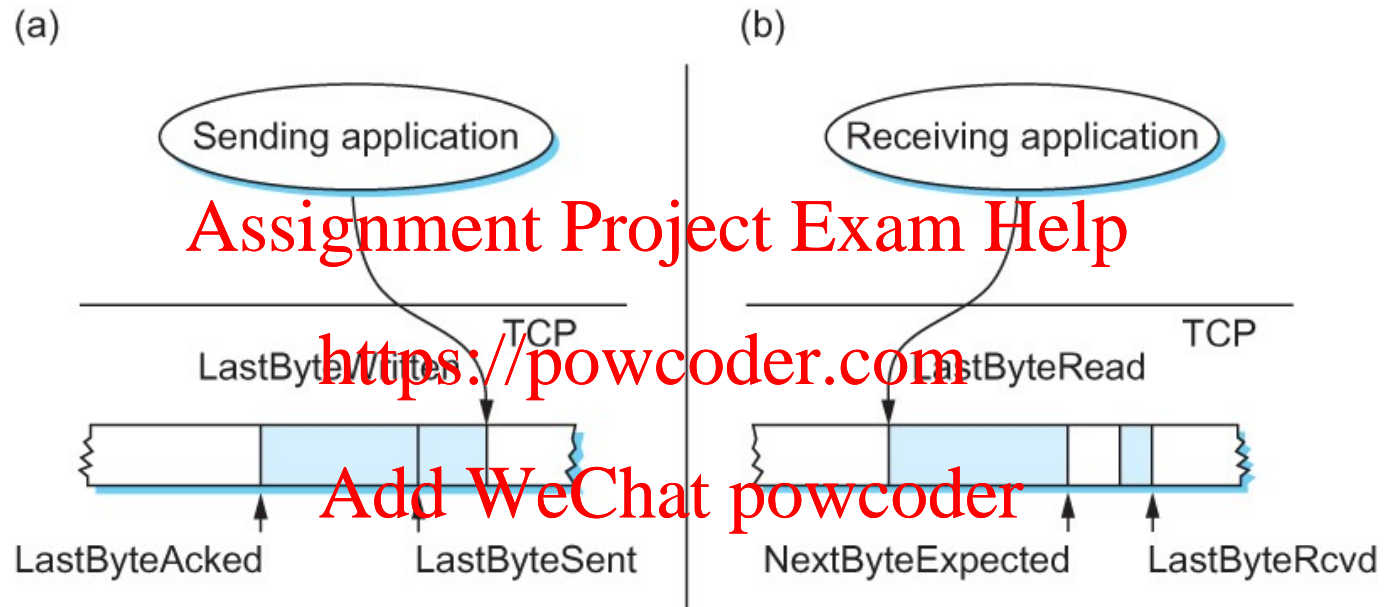 (a)
(b)
Sending application
Receiving application
Assignment Project Exam Help
TCP
TCP
https://powcoder.com
LastByteWritten
LastByteRead
Add WeChat powcoder
LastByteAcked
LastByteSent
NextByteExpected
LastByteRcvd